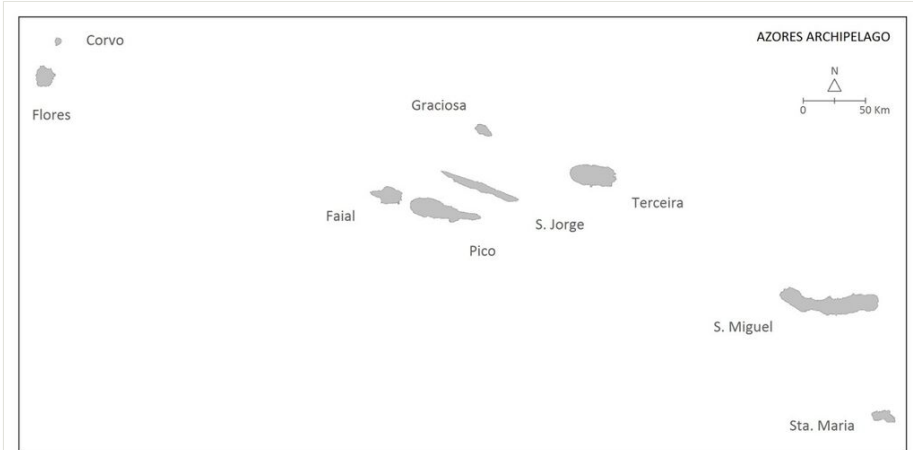 Corvo
AZORES ARCHIPELAGO
N
0 50 Km
Flores
Graciosa
Terceira
Faial
S. Jorge
Pico
S. Miguel
Sta. Maria